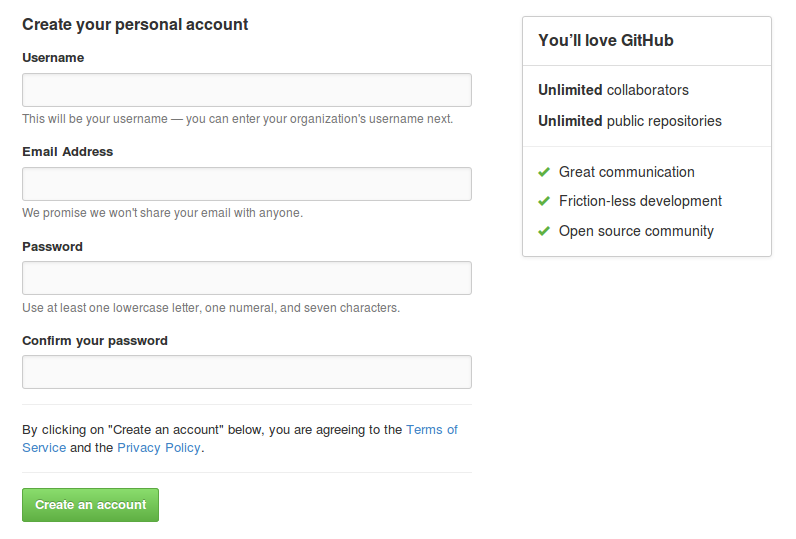 Create your personal account
Username
This will be your username — you can enter your organization's username next.
Email Address
We promise we won't share your email with anyone.
Password
Use at least one lowercase letter, one numeral, and seven characters.
Confirm your password
By clicking on "Create an account" below, you are agreeing to the Terms of
Service and the Privacy Policy.
Create an account
You’ll love GitHub
Unlimited collaborators
Unlimited public repositories
Great communication
Friction-less development
Open source community